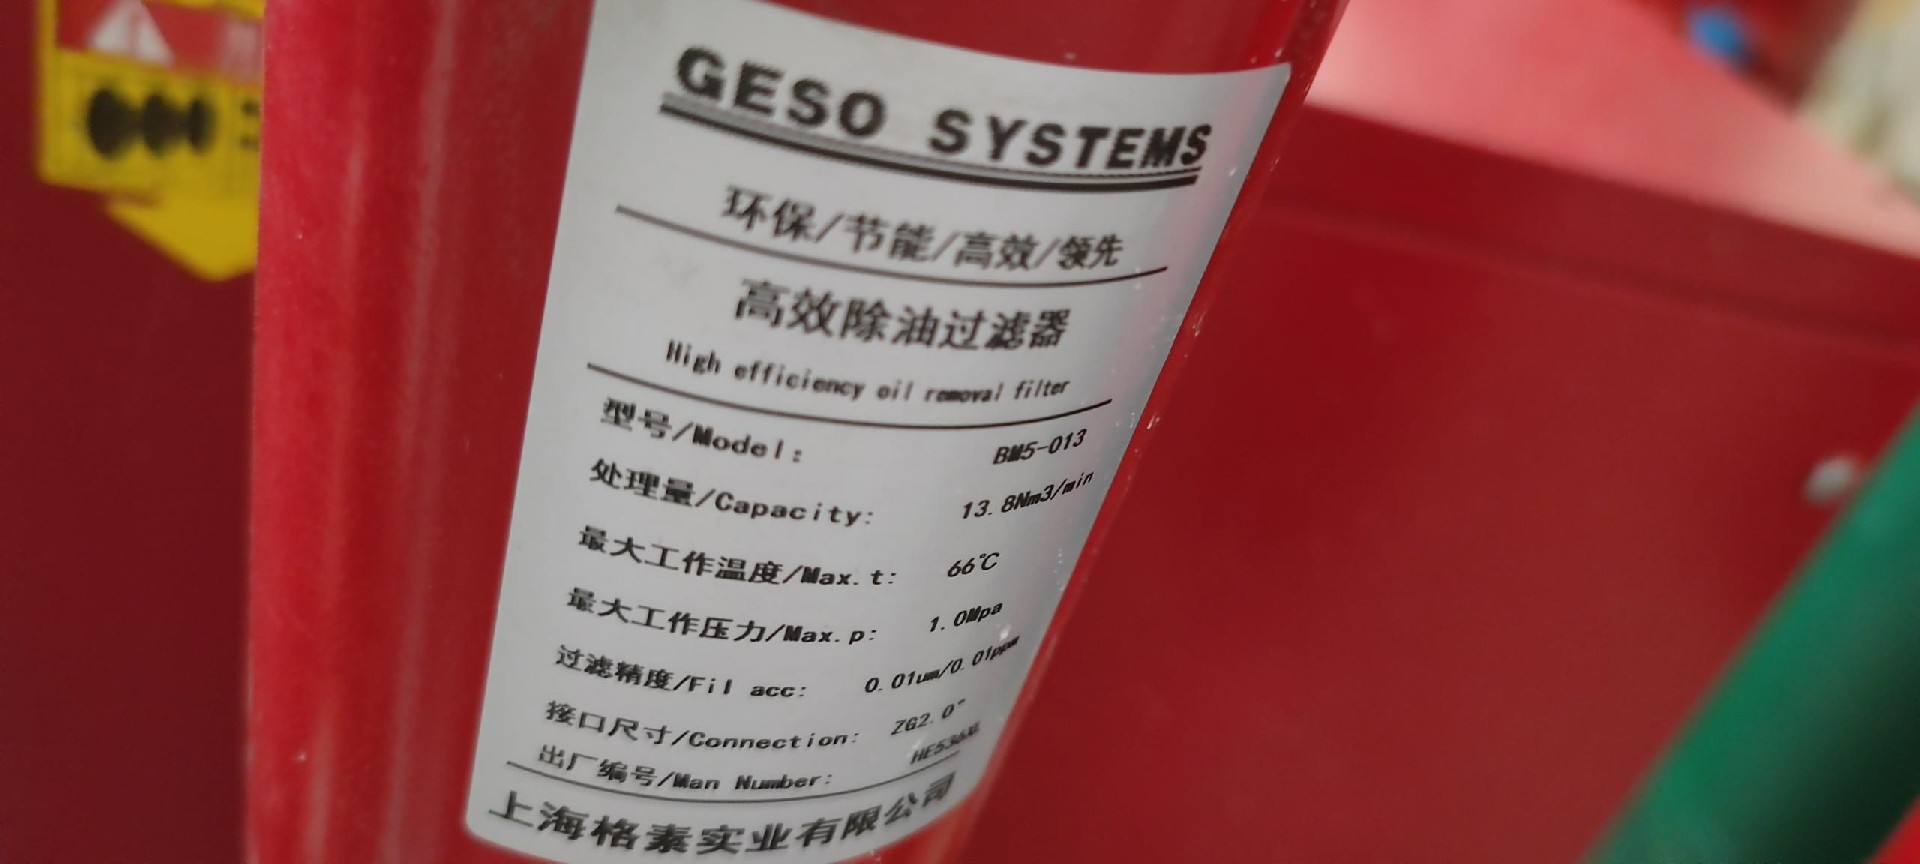 GESO SYSTEMS
环保/节能/高效/领先
高效除油过滤器
High efficiency oil removal filter
型号/Model: BM5-013
处理量/Capacity: 13.8Nm3/min
最大工作温度/Max.t: 66℃
最大工作压力/Max.p: 1.0Mpa
过滤精度/Fil acc: 0.01um/0.01ppm
接口尺寸/Connection: ZG2.0"
出厂编号/Man Number:
上海格素实业有限公司